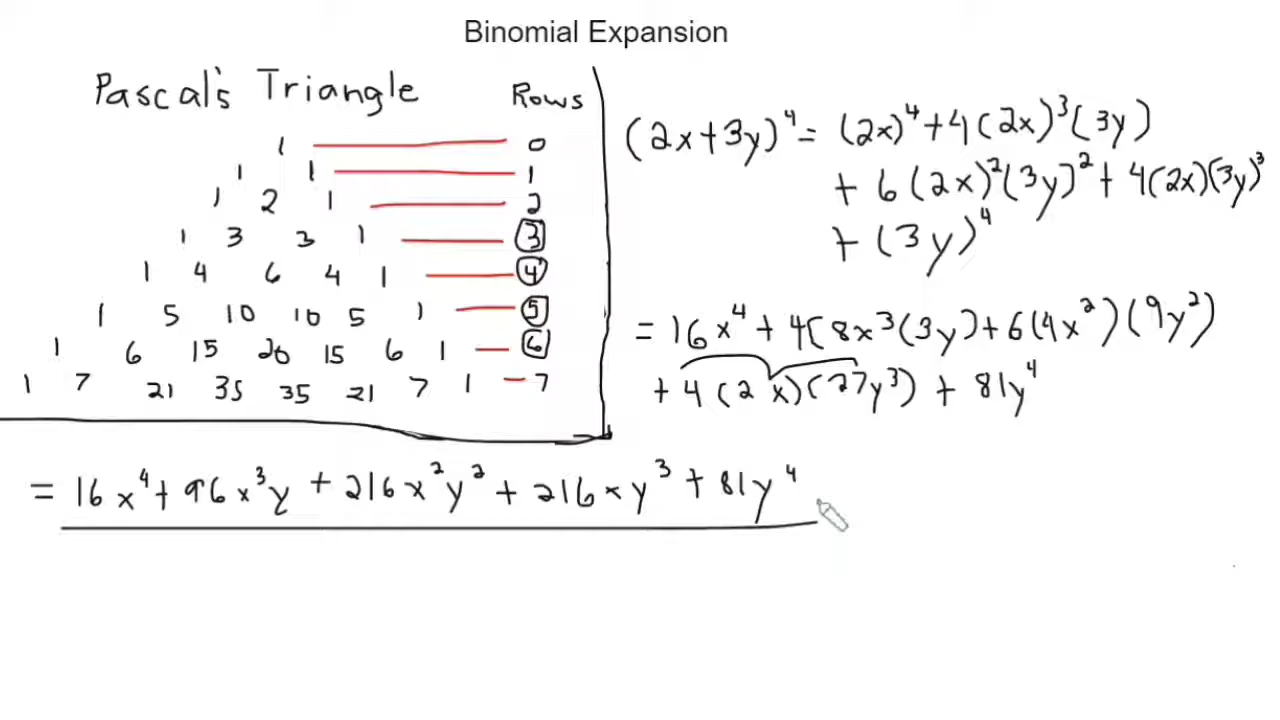 Binomial Expansion
Pascal's Triangle Rows
1 0
1 1 1
1 2 1 2
1 3 3 1 3
1 4 6 4 1 4
1 5 10 10 5 1 5
1 6 15 20 15 6 1 6
1 7 21 35 35 21 7 1 7
(2x+3y)⁴ = (2x)⁴ + 4(2x)³(3y)
+ 6(2x)²(3y)² + 4(2x)(3y)³
+ (3y)⁴
= 16x⁴ + 4(8x³(3y) + 6(4x²)(9y²)
+ 4(2x)(27y³) + 81y⁴
= 16x⁴ + 96x³y + 216x²y² + 216xy³ + 81y⁴